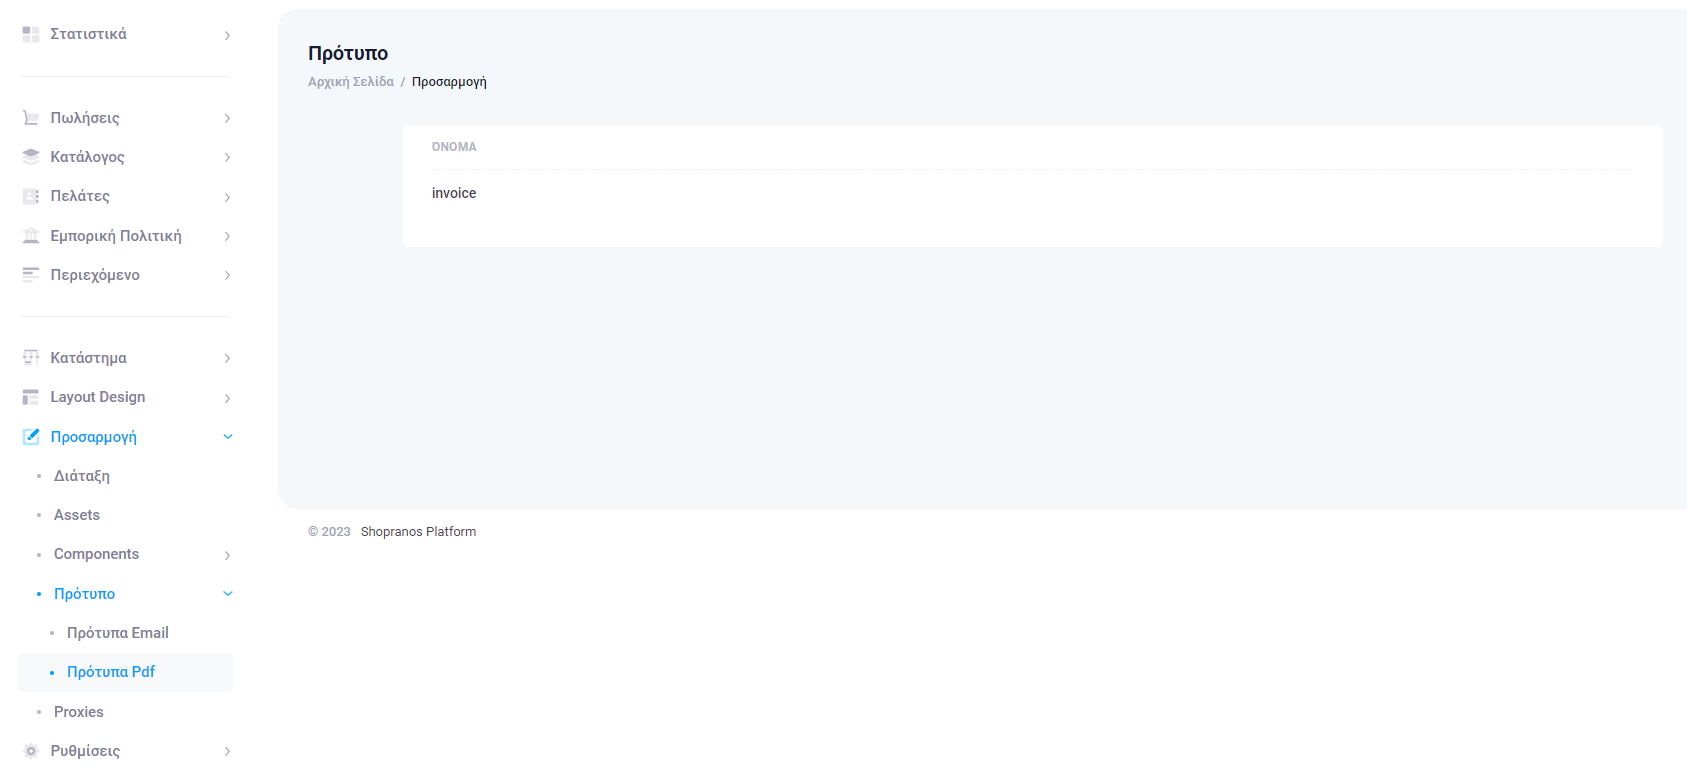 Στατιστικά
Πωλήσεις
Κατάλογος
Πελάτες
Εμπορική Πολιτική
Περιεχόμενο
Κατάστημα
Layout Design
Προσαρμογή
Διάταξη
Assets
Components
Πρότυπο
Πρότυπα Email
Πρότυπα Pdf
Proxies
Ρυθμίσεις
Πρότυπο
Αρχική Σελίδα / Προσαρμογή
ΌΝΟΜΑ
invoice
© 2023 Shopranos Platform